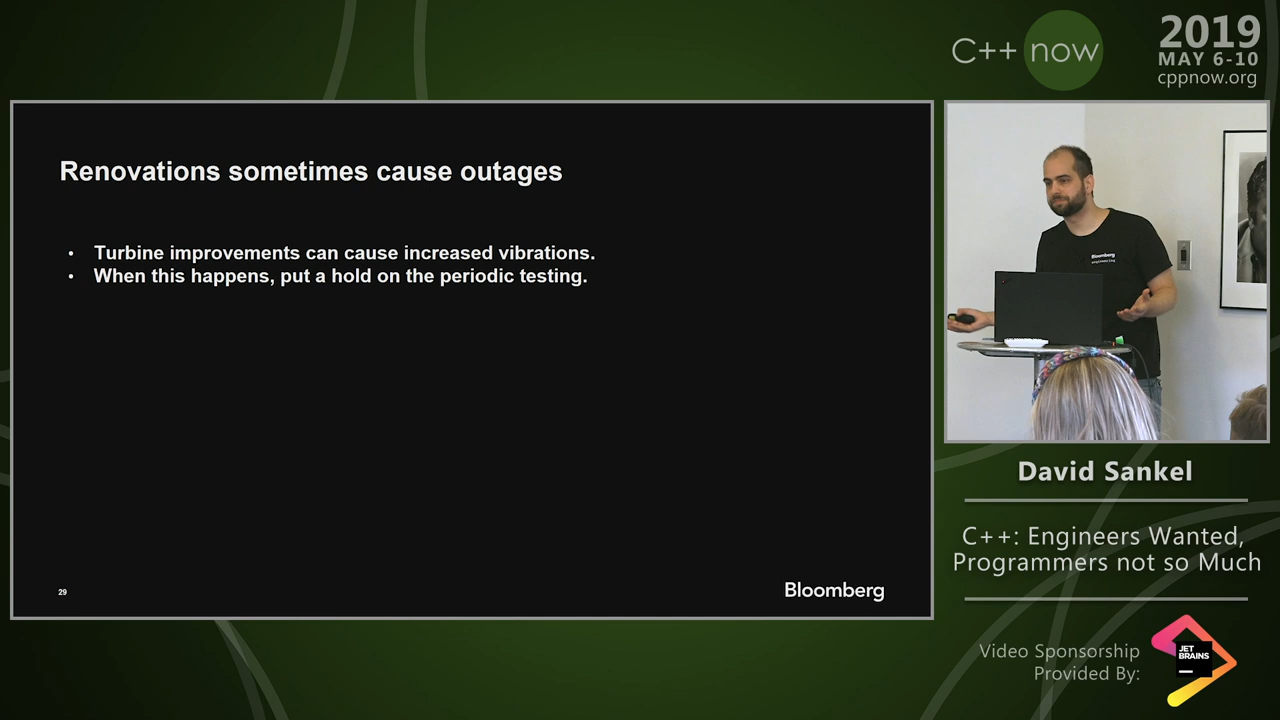 C++ now
2019
MAY 6-10
cppnow.org
Renovations sometimes cause outages
• Turbine improvements can cause increased vibrations.
• When this happens, put a hold on the periodic testing.
29
Bloomberg
Bloomberg
David Sankel
C++: Engineers Wanted,
Programmers not so Much
Video Sponsorship
Provided By:
JET
BRAINS